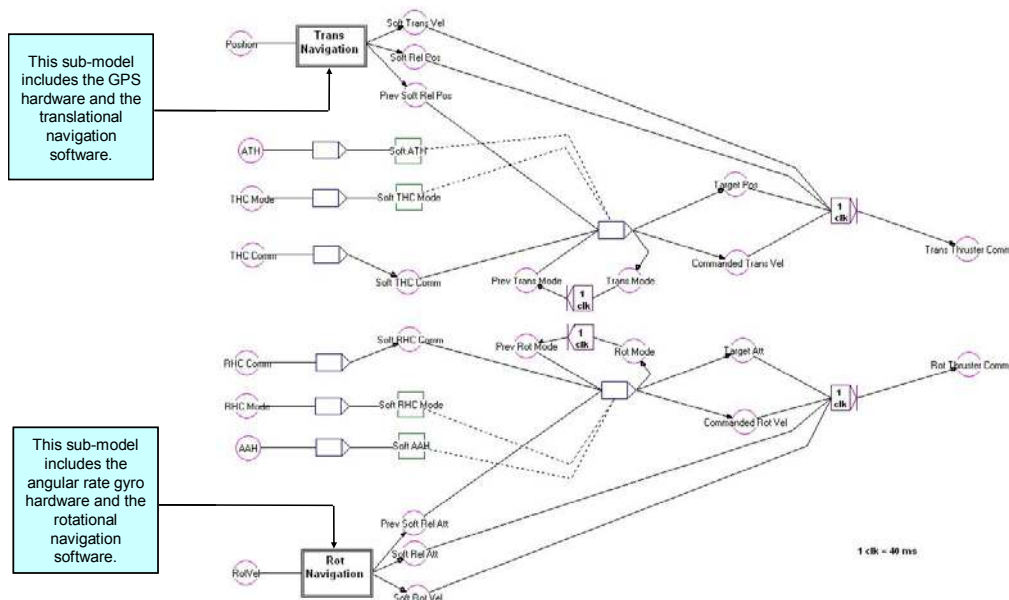 This sub-model
includes the GPS
hardware and the
translational
navigation
software.
Position
Trans
Navigation
Soft Trans Vel
Soft Rel Pos
Prev Soft Rel Pos
ATH
Soft ATH
THC Mode
Soft THC Mode
THC Comm
Soft THC Comm
Target Pos
1
clk
Commanded Trans Vel
Trans Thruster Comm
Prev Trans Mode
Trans Mode
1
clk
RHC Comm
Soft RHC Comm
Prev Rot Mode
1
clk
Rot Mode
Target Att
1
clk
Rot Thruster Comm
RHC Mode
Soft RHC Mode
Commanded Rot Vel
AAH
Soft AAH
This sub-model
includes the
angular rate gyro
hardware and the
rotational
navigation
software.
Prev Soft Rel Att
Soft Rel Att
RotVel
Rot
Navigation
Soft Rot Vel
1 clk = 40 ms